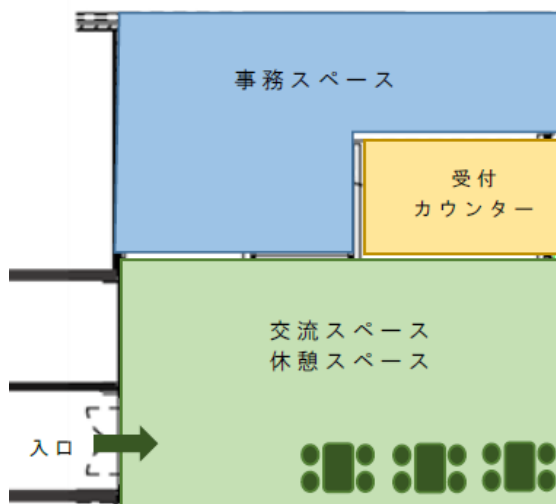 事務スペース
受付
カウンター
交流スペース
休憩スペース
入口